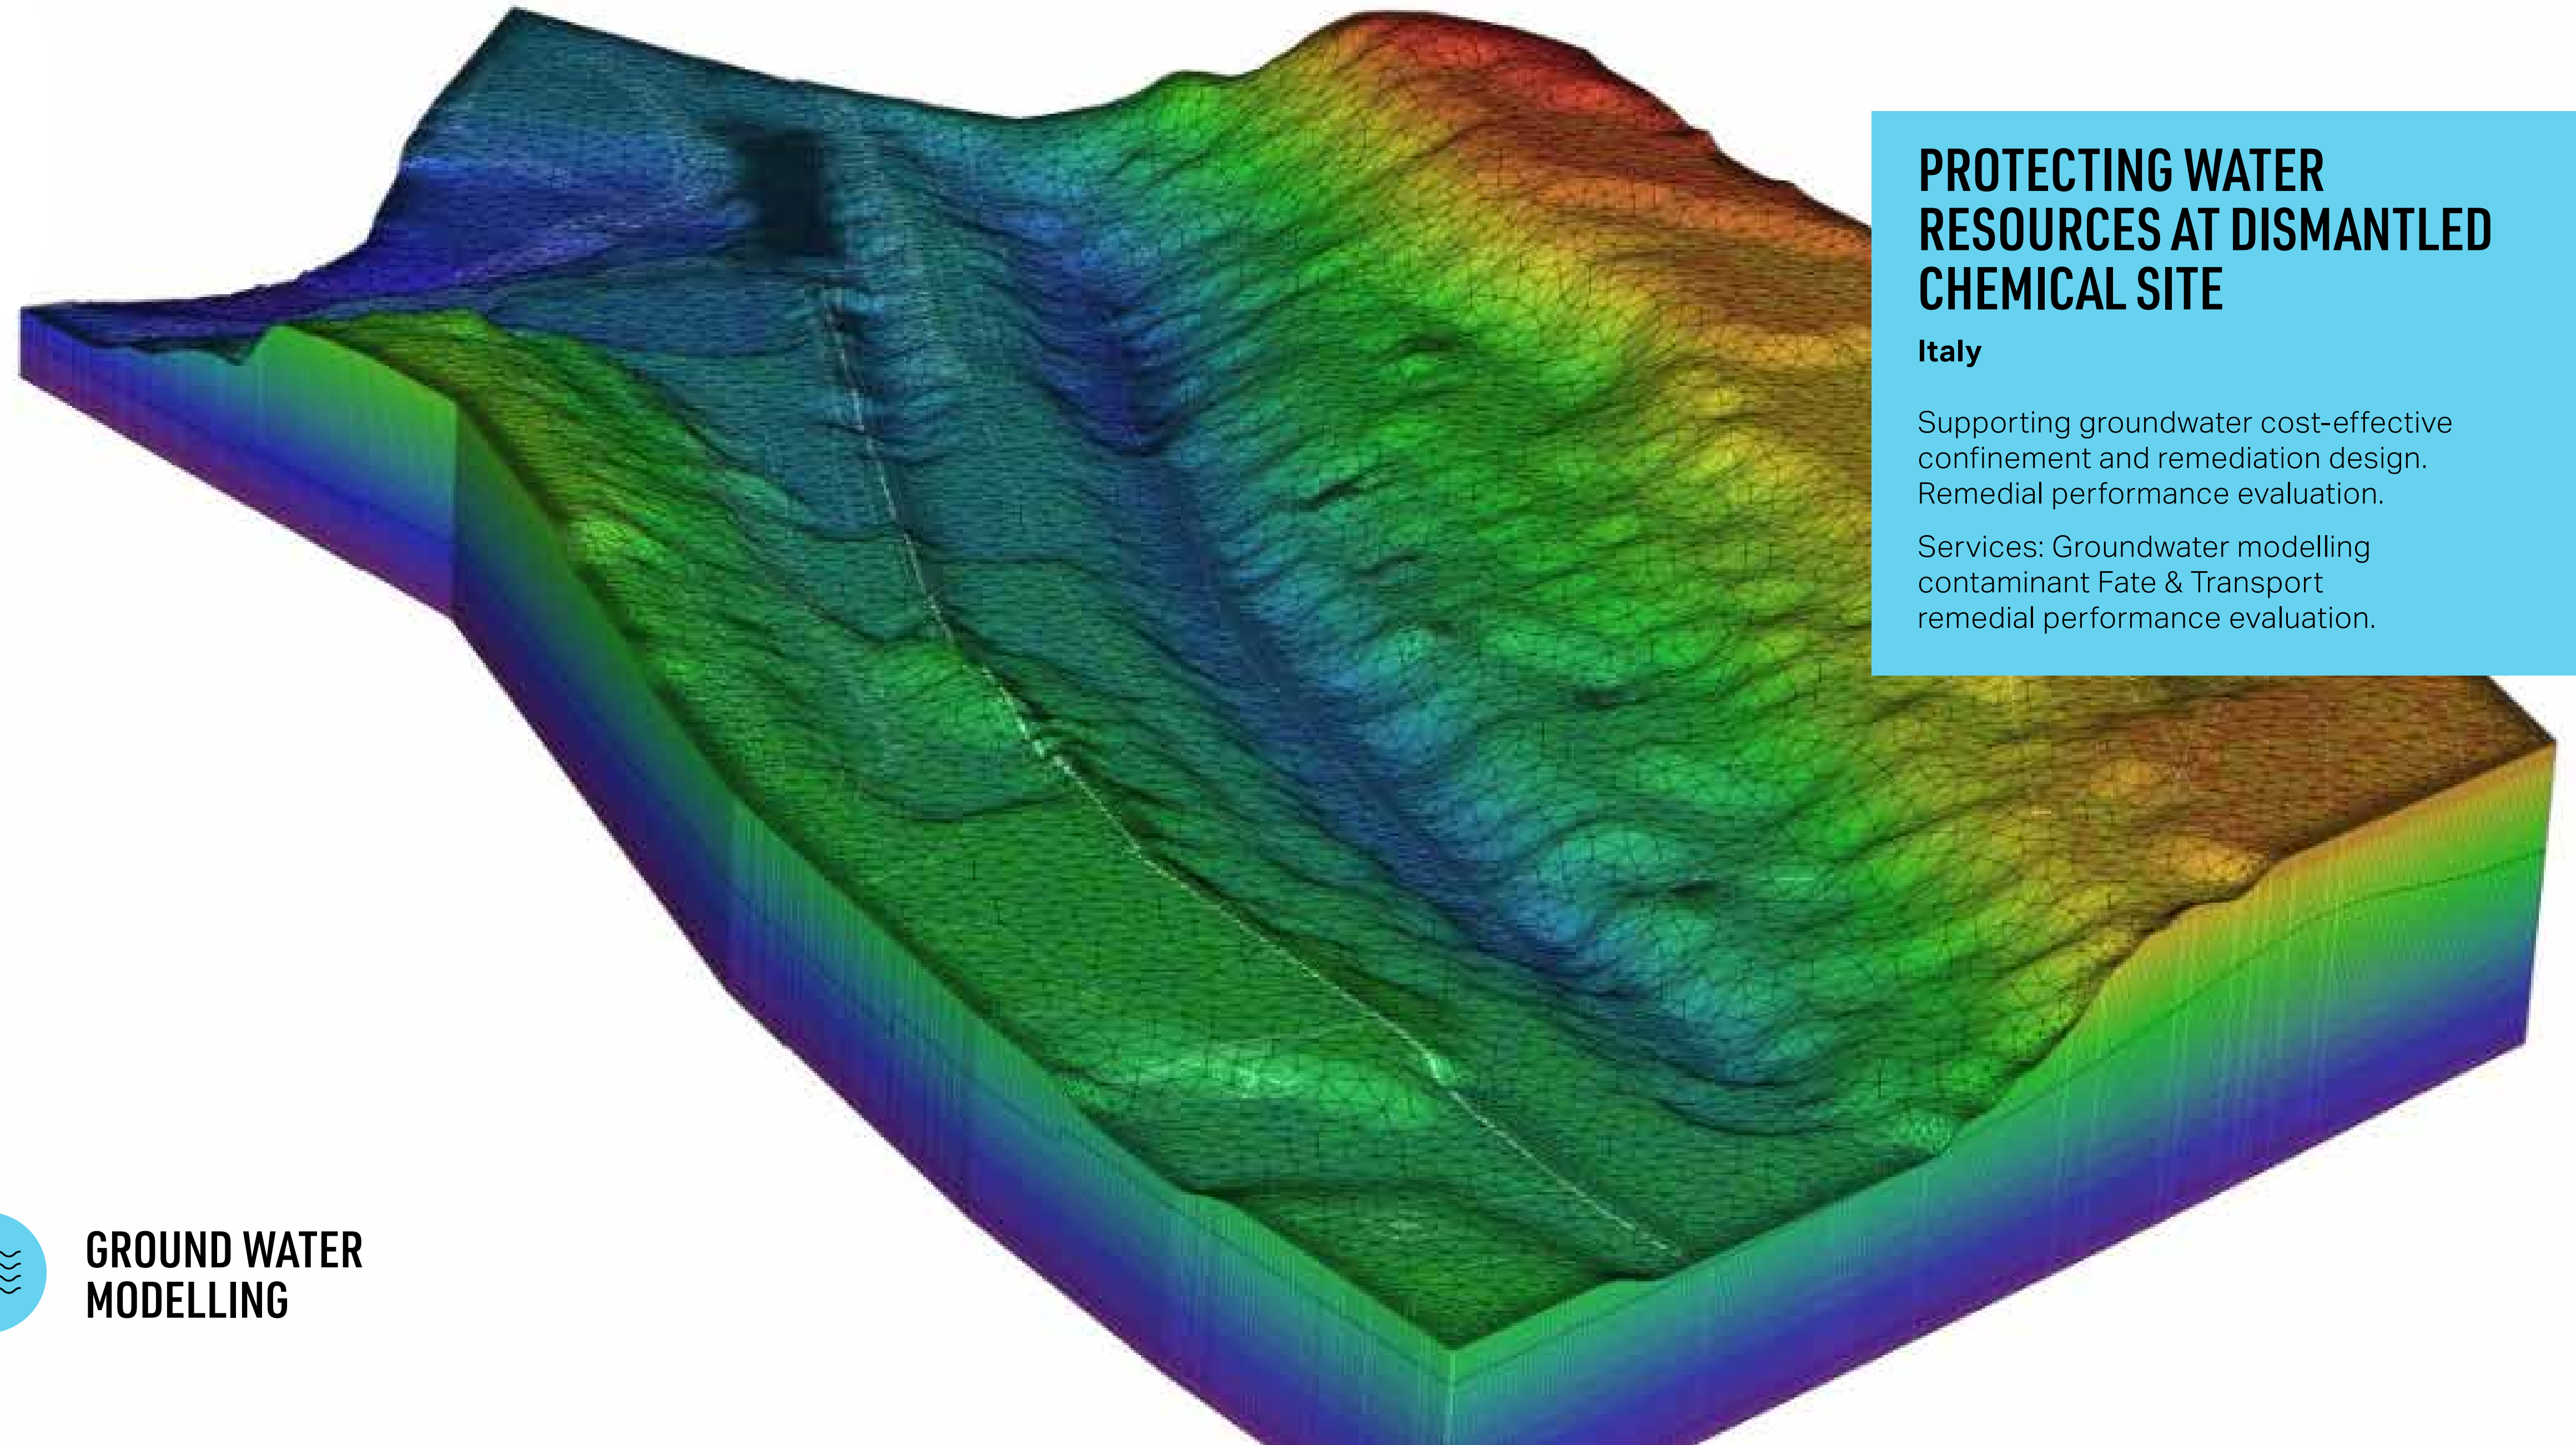 PROTECTING WATER
RESOURCES AT DISMANTLED
CHEMICAL SITE
Italy
Supporting groundwater cost-effective
confinement and remediation design.
Remedial performance evaluation.
Services: Groundwater modelling
contaminant Fate & Transport
remedial performance evaluation.
GROUND WATER
MODELLING